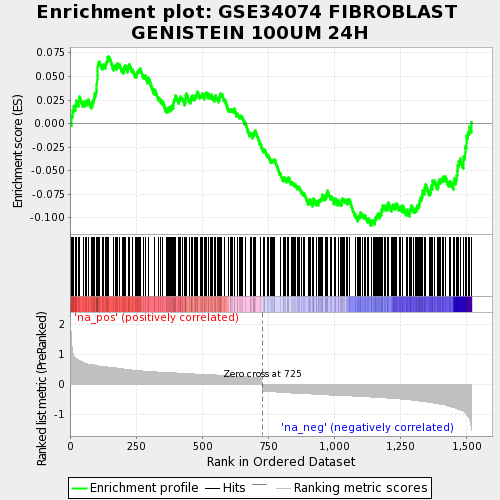 Enrichment plot: GSE34074 FIBROBLAST
GENISTEIN 100UM 24H
Enrichment score (ES)
0.075
0.050
0.025
0.000
-0.025
-0.050
-0.075
-0.100
'na_pos' (positively correlated)
Ranked list metric (PreRanked)
2
1
0
-1
Zero cross at 725
'na_neg' (negatively correlated)
0
250
500
750
1,000
1,250
1,500
Rank in Ordered Dataset
Enrichment profile
Hits
Ranking metric scores